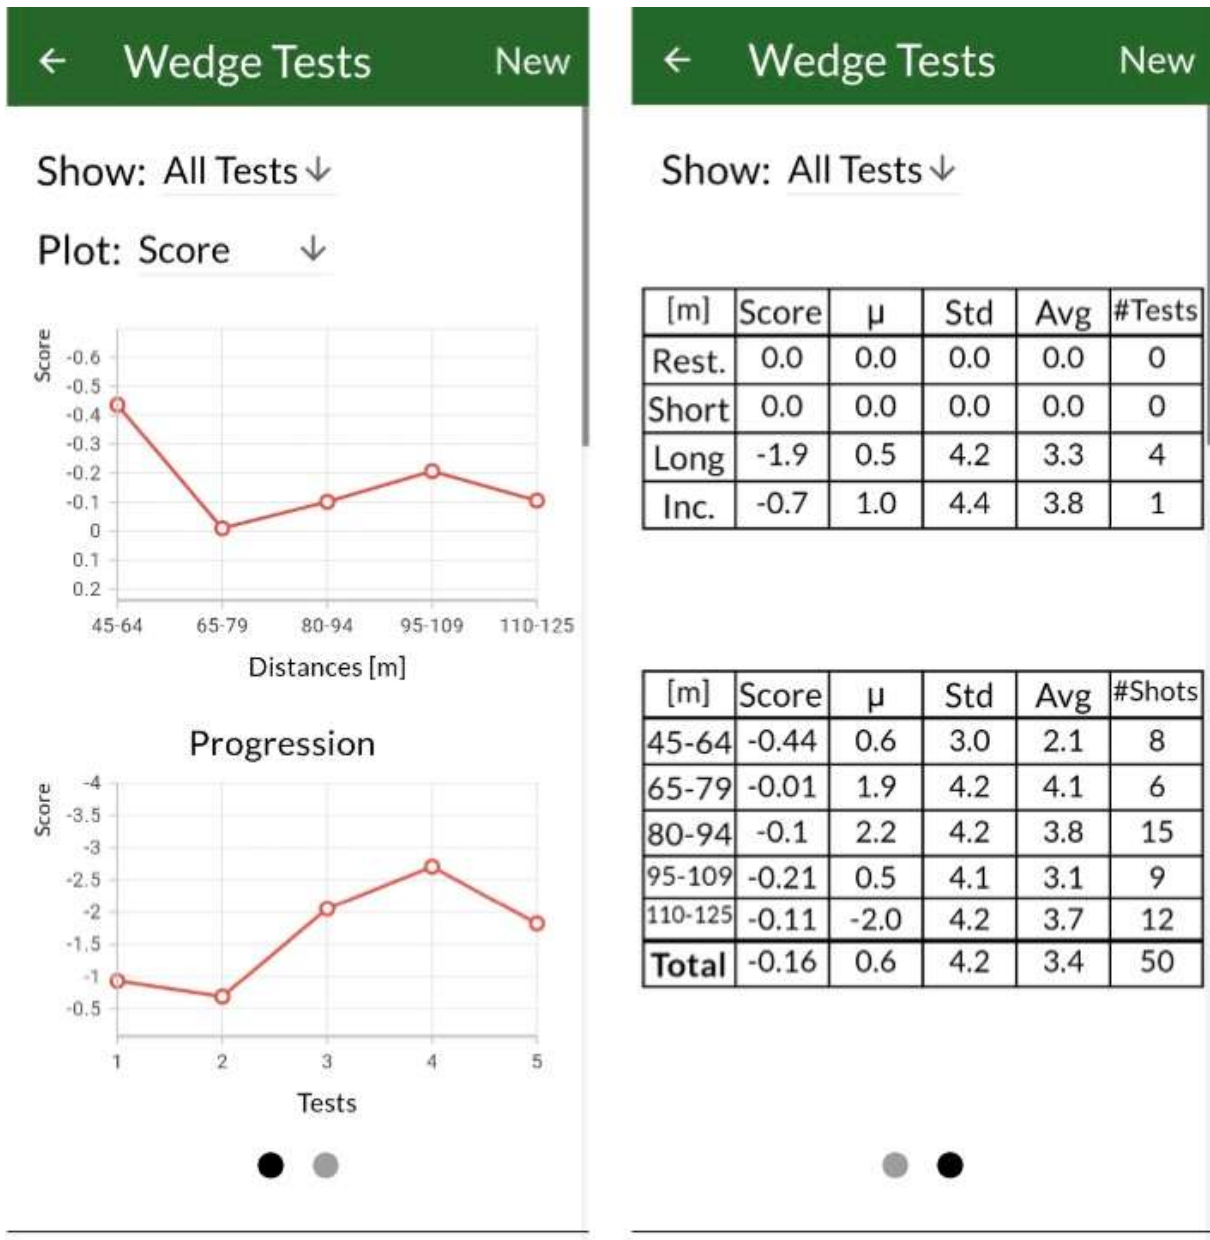 ← Wedge Tests New
Show: All Tests ↓
Plot: Score ↓
Score
-0.6
-0.5
-0.4
-0.3
-0.2
-0.1
0
0.1
0.2
45-64 65-79 80-94 95-109 110-125
Distances [m]
Progression
Score
-4
-3.5
-3
-2.5
-2
-1.5
-1
-0.5
1 2 3 4 5
Tests
← Wedge Tests New
Show: All Tests ↓
[m] Score μ Std Avg #Tests
Rest. 0.0 0.0 0.0 0.0 0
Short 0.0 0.0 0.0 0.0 0
Long -1.9 0.5 4.2 3.3 4
Inc. -0.7 1.0 4.4 3.8 1
[m] Score μ Std Avg #Shots
45-64 -0.44 0.6 3.0 2.1 8
65-79 -0.01 1.9 4.2 4.1 6
80-94 -0.1 2.2 4.2 3.8 15
95-109 -0.21 0.5 4.1 3.1 9
110-125 -0.11 -2.0 4.2 3.7 12
Total -0.16 0.6 4.2 3.4 50